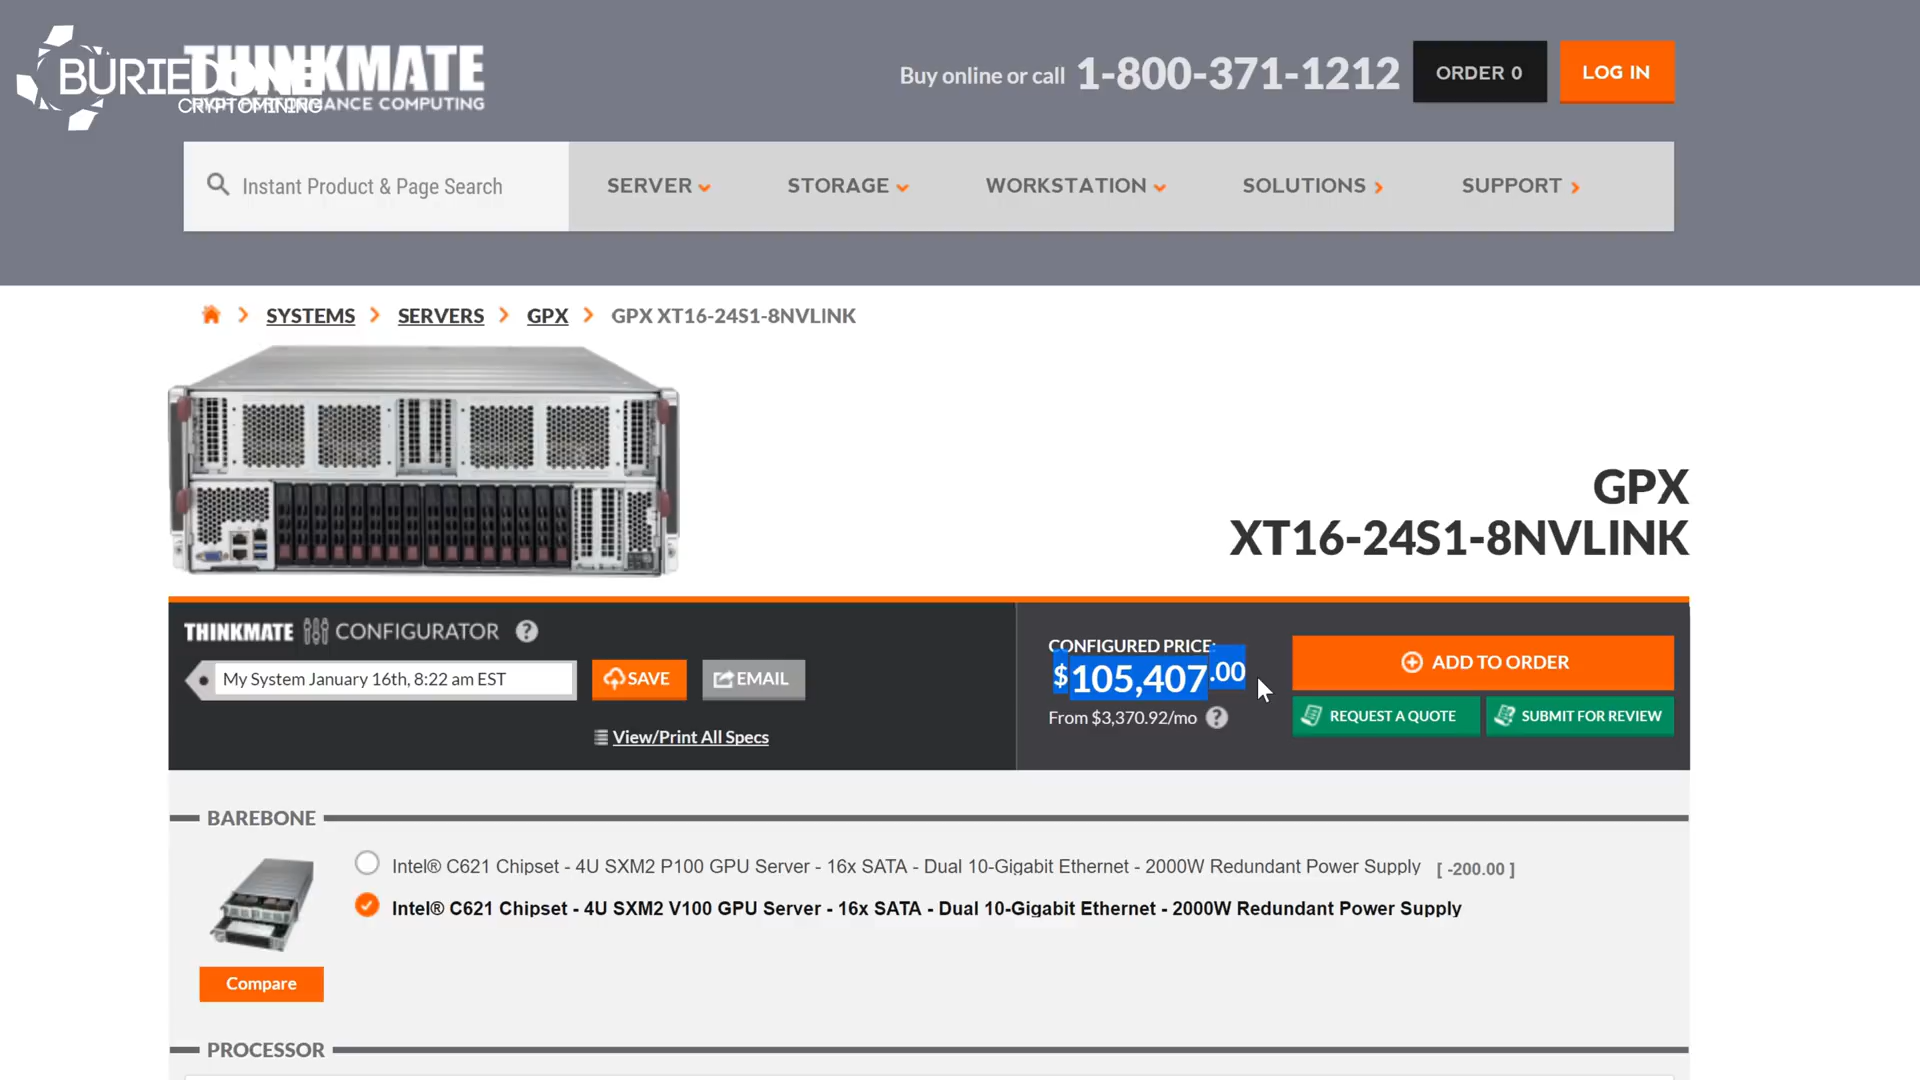 BURIEDONE
CRYPTOMINING
THINKMATE
HIGH PERFORMANCE COMPUTING
Buy online or call 1-800-371-1212
ORDER 0
LOG IN
Instant Product & Page Search
SERVER
STORAGE
WORKSTATION
SOLUTIONS
SUPPORT
SYSTEMS
SERVERS
GPX
GPX XT16-24S1-8NVLINK
GPX
XT16-24S1-8NVLINK
THINKMATE CONFIGURATOR ?
My System January 16th, 8:22 am EST
SAVE
EMAIL
View/Print All Specs
CONFIGURED PRICE:
$105,407.00
From $3,370.92/mo ?
ADD TO ORDER
REQUEST A QUOTE
SUBMIT FOR REVIEW
BAREBONE
Intel® C621 Chipset - 4U SXM2 P100 GPU Server - 16x SATA - Dual 10-Gigabit Ethernet - 2000W Redundant Power Supply [ -200.00 ]
Intel® C621 Chipset - 4U SXM2 V100 GPU Server - 16x SATA - Dual 10-Gigabit Ethernet - 2000W Redundant Power Supply
Compare
PROCESSOR